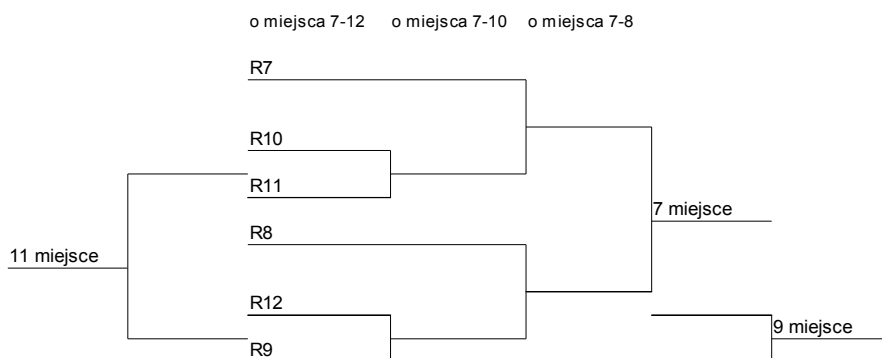 o miejsca 7-12 o miejsca 7-10 o miejsca 7-8
R7
R10
R11
7 miejsce
R8
11 miejsce
R12
9 miejsce
R9